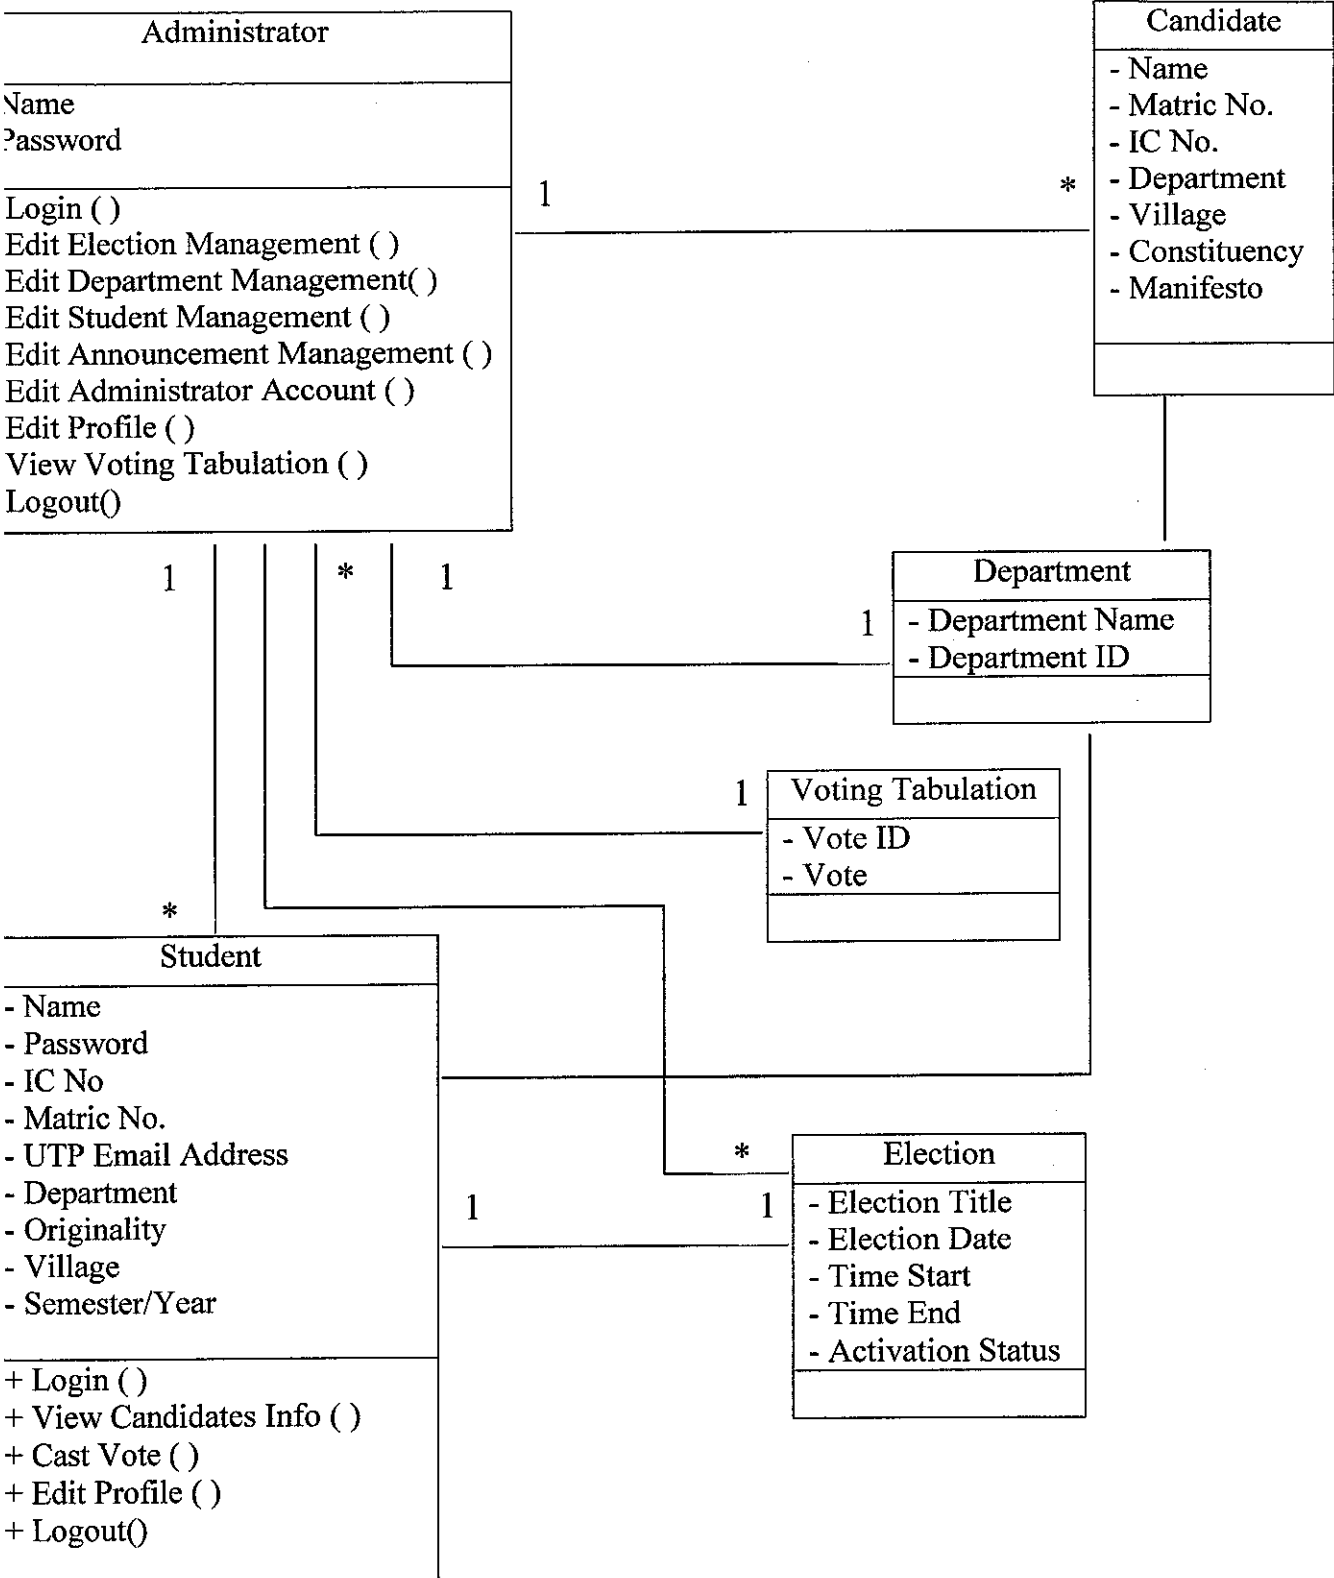 Administrator
Name
Password
Login ( )
Edit Election Management ( )
Edit Department Management( )
Edit Student Management ( )
Edit Announcement Management ( )
Edit Administrator Account ( )
Edit Profile ( )
View Voting Tabulation ( )
Logout()
1
*
Candidate
- Name
- Matric No.
- IC No.
- Department
- Village
- Constituency
- Manifesto
1
*
1
Department
1
- Department Name
- Department ID
1
Voting Tabulation
- Vote ID
- Vote
*
Student
- Name
- Password
- IC No
- Matric No.
- UTP Email Address
- Department
- Originality
- Village
- Semester/Year
+ Login ( )
+ View Candidates Info ( )
+ Cast Vote ( )
+ Edit Profile ( )
+ Logout()
*
1
1
Election
- Election Title
- Election Date
- Time Start
- Time End
- Activation Status